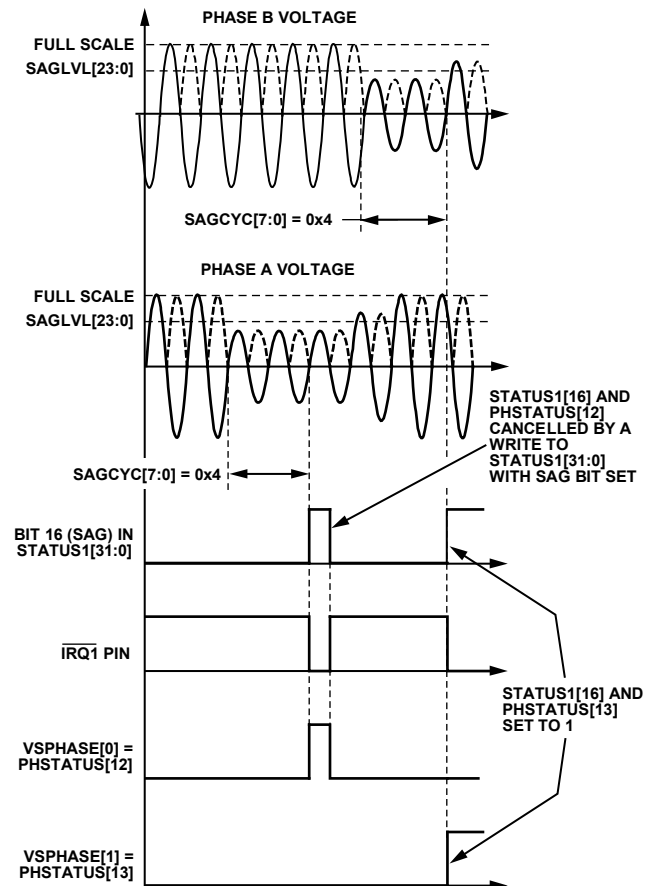 PHASE B VOLTAGE
FULL SCALE
SAGLVL[23:0]
SAGCYC[7:0] = 0x4
PHASE A VOLTAGE
FULL SCALE
SAGLVL[23:0]
STATUS1[16] AND
PHSTATUS[12]
CANCELLED BY A
WRITE TO
STATUS1[31:0]
WITH SAG BIT SET
SAGCYC[7:0] = 0x4
BIT 16 (SAG) IN
STATUS1[31:0]
IRQ1 PIN
STATUS1[16] AND
PHSTATUS[13]
SET TO 1
VSPHASE[0] =
PHSTATUS[12]
VSPHASE[1] =
PHSTATUS[13]